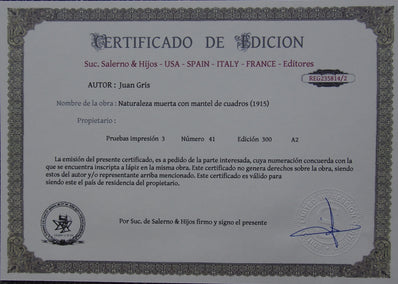 CERTIFICADO DE EDICION
Suc. Salerno & Hijos - USA - SPAIN - ITALY - FRANCE - Editores
REG235814/2
AUTOR : Juan Gris
Nombre de la obra : Naturaleza muerta con mantel de cuadros (1915)
Propietario :
Pruebas impresión 3 Número 41 Edición 300 A2
La emisión del presente certificado, es a pedido de la parte interesada, cuya numeración concuerda con la
que se encuentra inscripta a lápiz en la misma obra. Este certificado no genera derechos sobre la obra, siendo
estos del autor y/o representante arriba mencionado. Este certificado es válido para
siendo este el país de residencia del propietario.
Por Suc. de Salerno & Hijos firmo y signo el presente